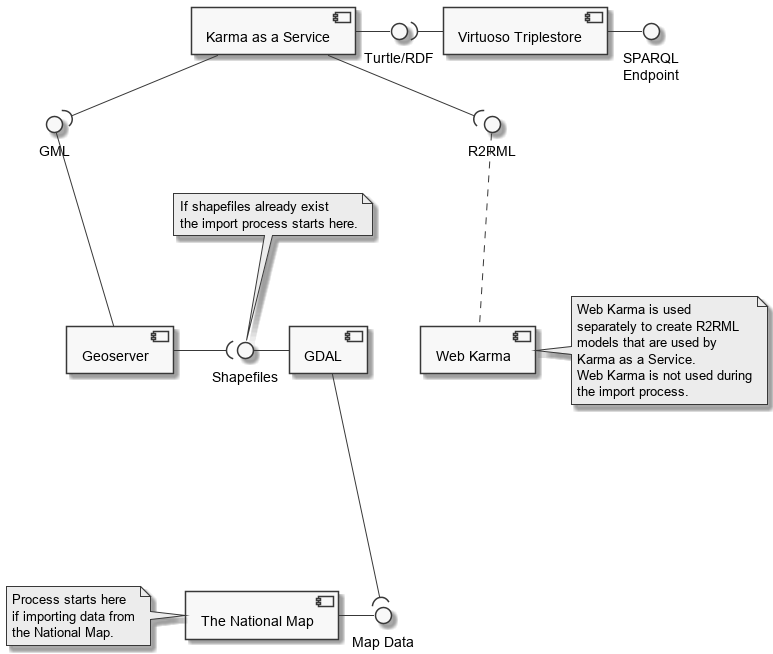 Karma as a Service
Turtle/RDF
Virtuoso Triplestore
SPARQL
Endpoint
GML
R2RML
If shapefiles already exist
the import process starts here.
Geoserver
Shapefiles
GDAL
Web Karma
Web Karma is used
separately to create R2RML
models that are used by
Karma as a Service.
Web Karma is not used during
the import process.
Process starts here
if importing data from
the National Map.
The National Map
Map Data